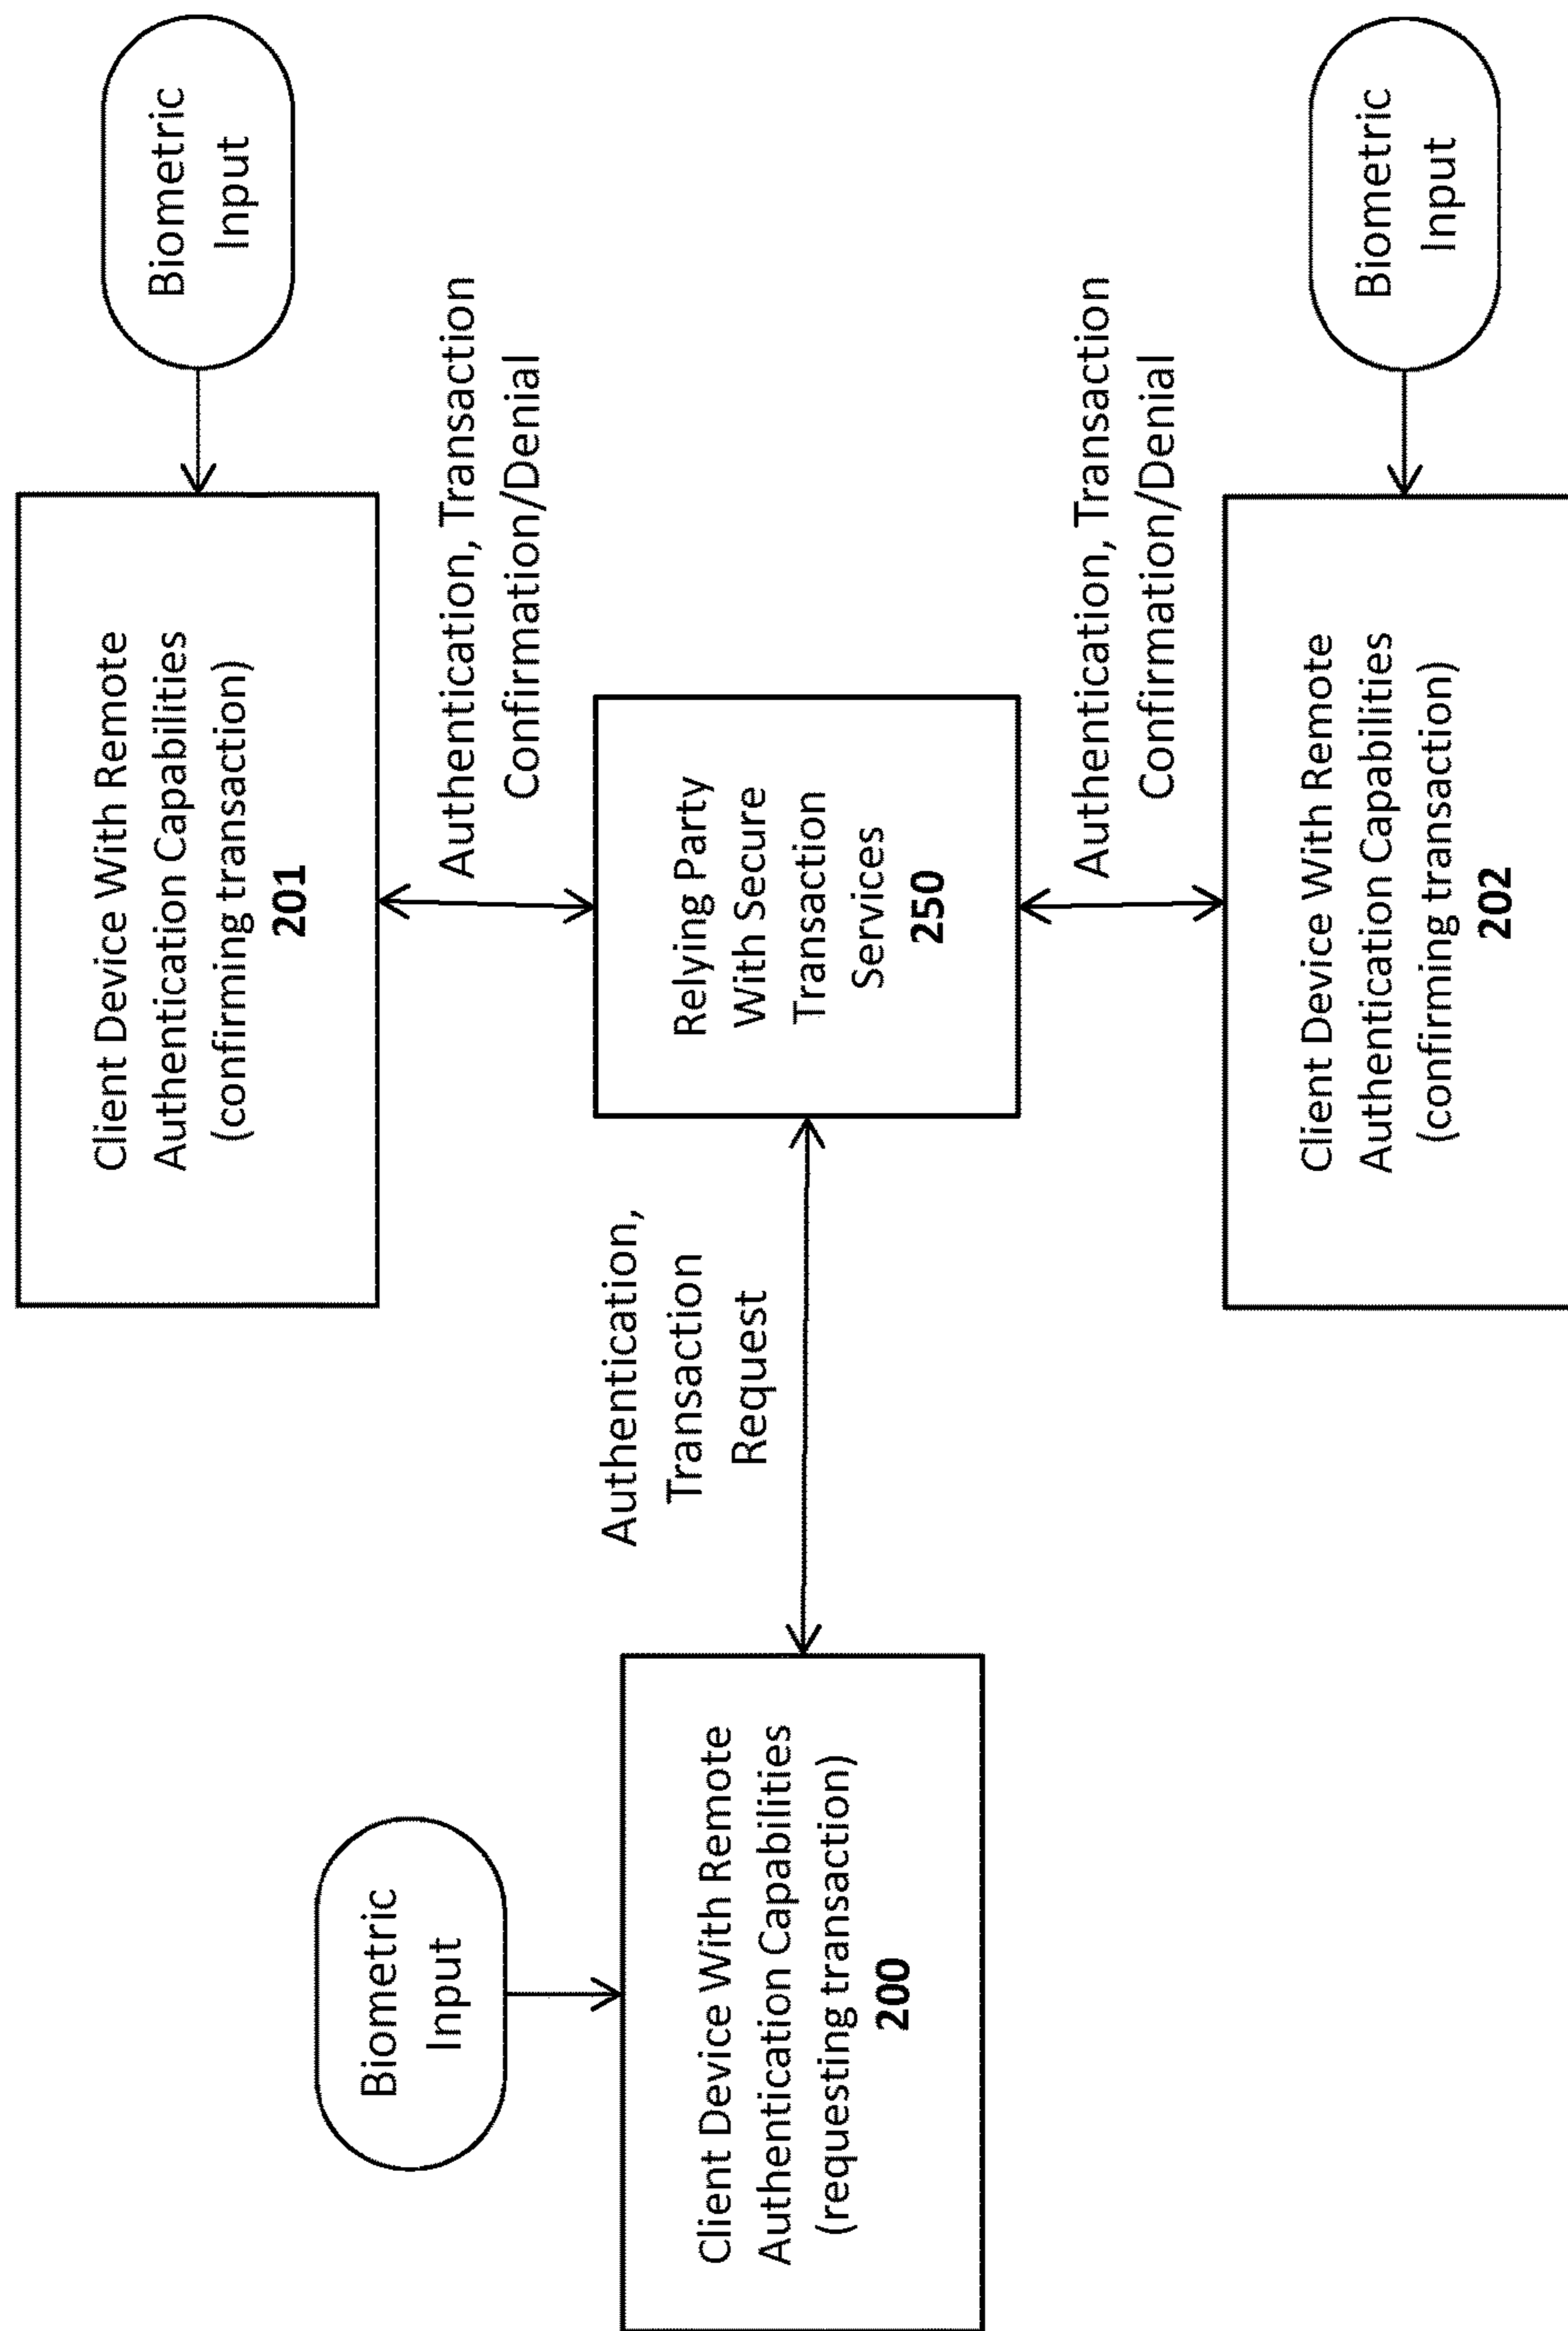 Biometric
Input
Client Device With Remote
Authentication Capabilities
(requesting transaction)
200
Authentication,
Transaction
Request
Client Device With Remote
Authentication Capabilities
(confirming transaction)
201
Biometric
Input
Authentication, Transaction
Confirmation/Denial
Relying Party
With Secure
Transaction
Services
250
Authentication, Transaction
Confirmation/Denial
Client Device With Remote
Authentication Capabilities
(confirming transaction)
202
Biometric
Input